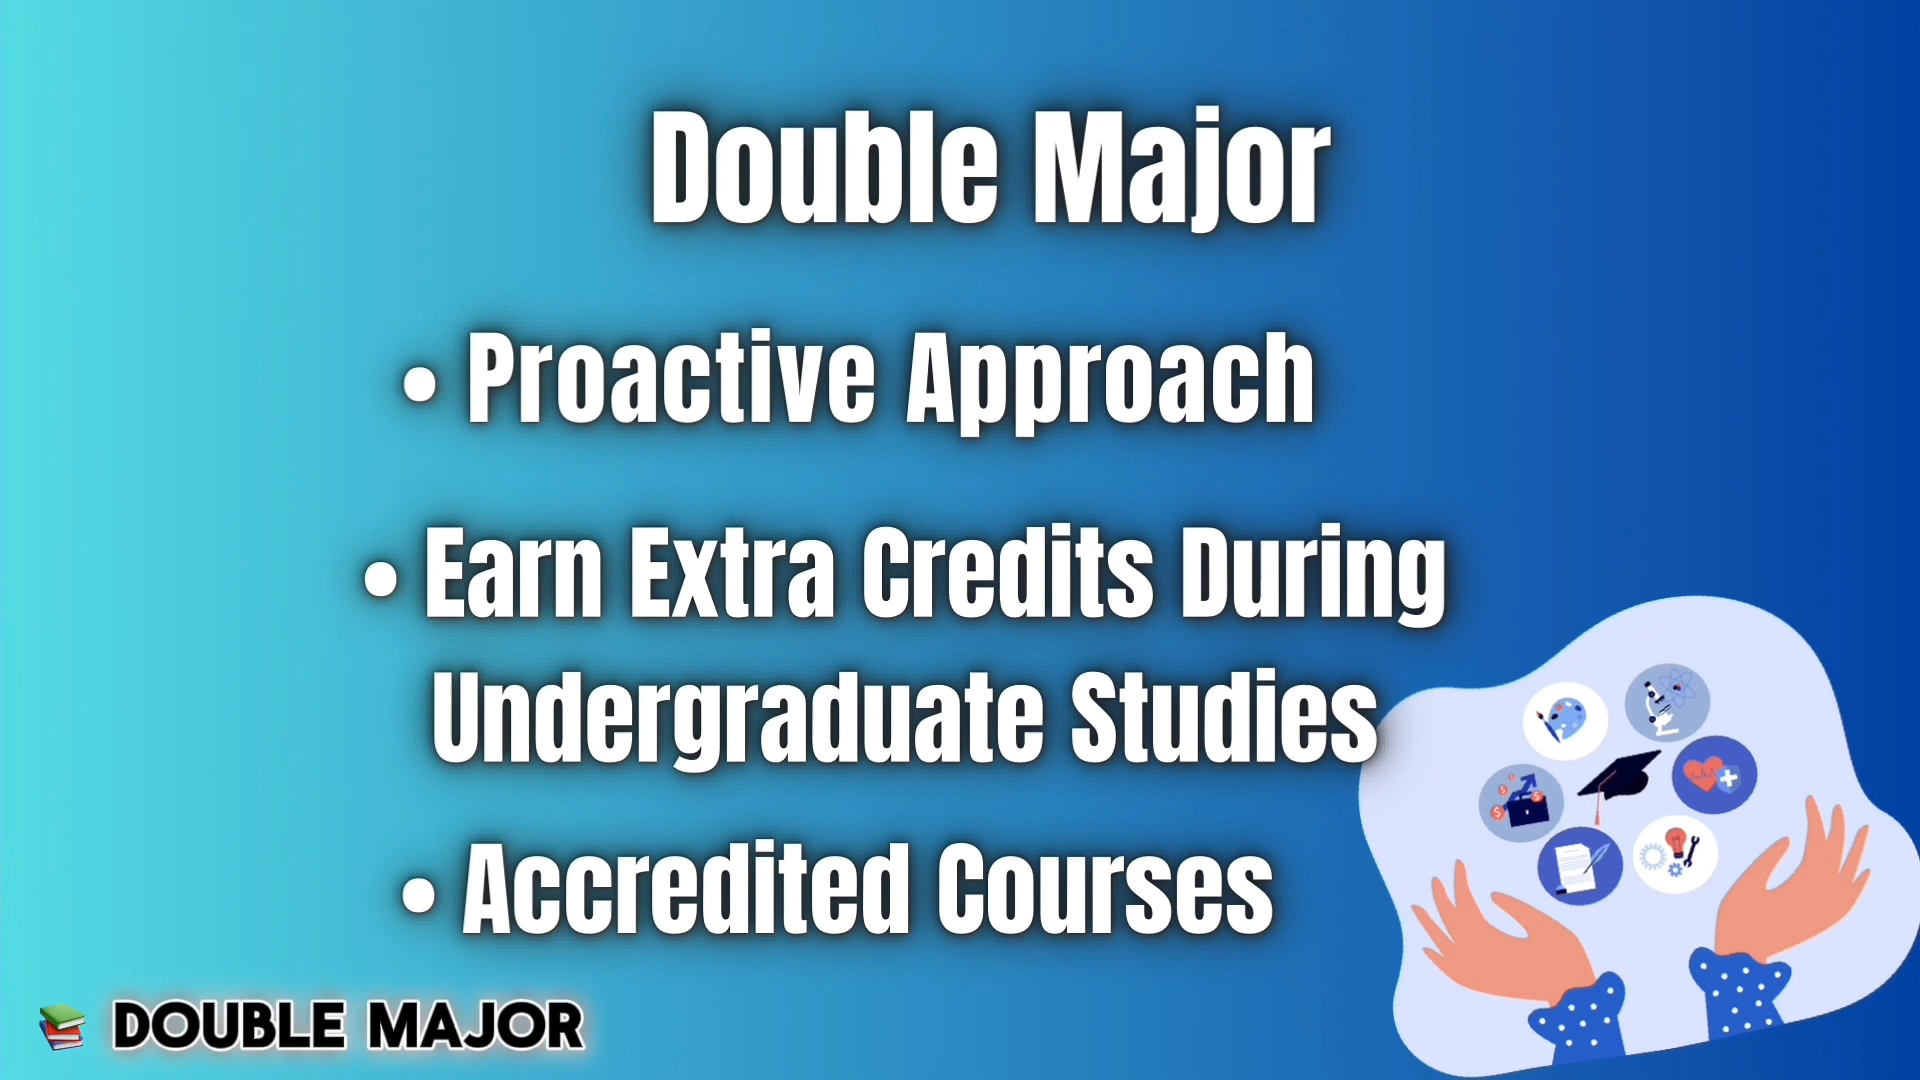 Double Major
• Proactive Approach
• Earn Extra Credits During
Undergraduate Studies
• Accredited Courses
📚 DOUBLE MAJOR